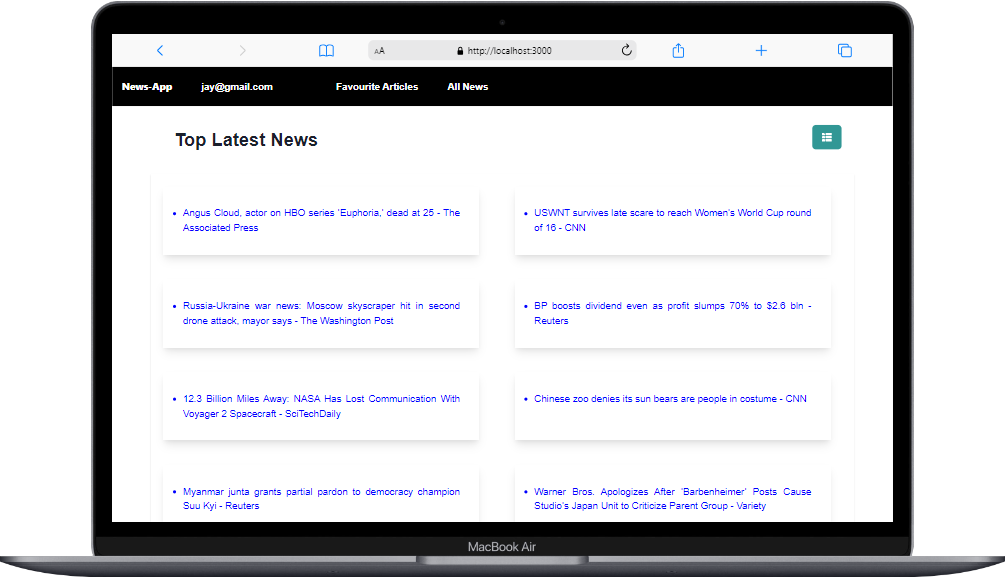 AA http://localhost:3000
News-App jay@gmail.com Favourite Articles All News
Top Latest News
Angus Cloud, actor on HBO series 'Euphoria,' dead at 25 - The
Associated Press
USWNT survives late scare to reach Women's World Cup round
of 16 - CNN
Russia-Ukraine war news: Moscow skyscraper hit in second
drone attack, mayor says - The Washington Post
BP boosts dividend even as profit slumps 70% to $2.6 bln -
Reuters
12.3 Billion Miles Away: NASA Has Lost Communication With
Voyager 2 Spacecraft - SciTechDaily
Chinese zoo denies its sun bears are people in costume - CNN
Myanmar junta grants partial pardon to democracy champion
Suu Kyi - Reuters
Warner Bros. Apologizes After 'Barbenheimer' Posts Cause
Studio's Japan Unit to Criticize Parent Group - Variety
MacBook Air